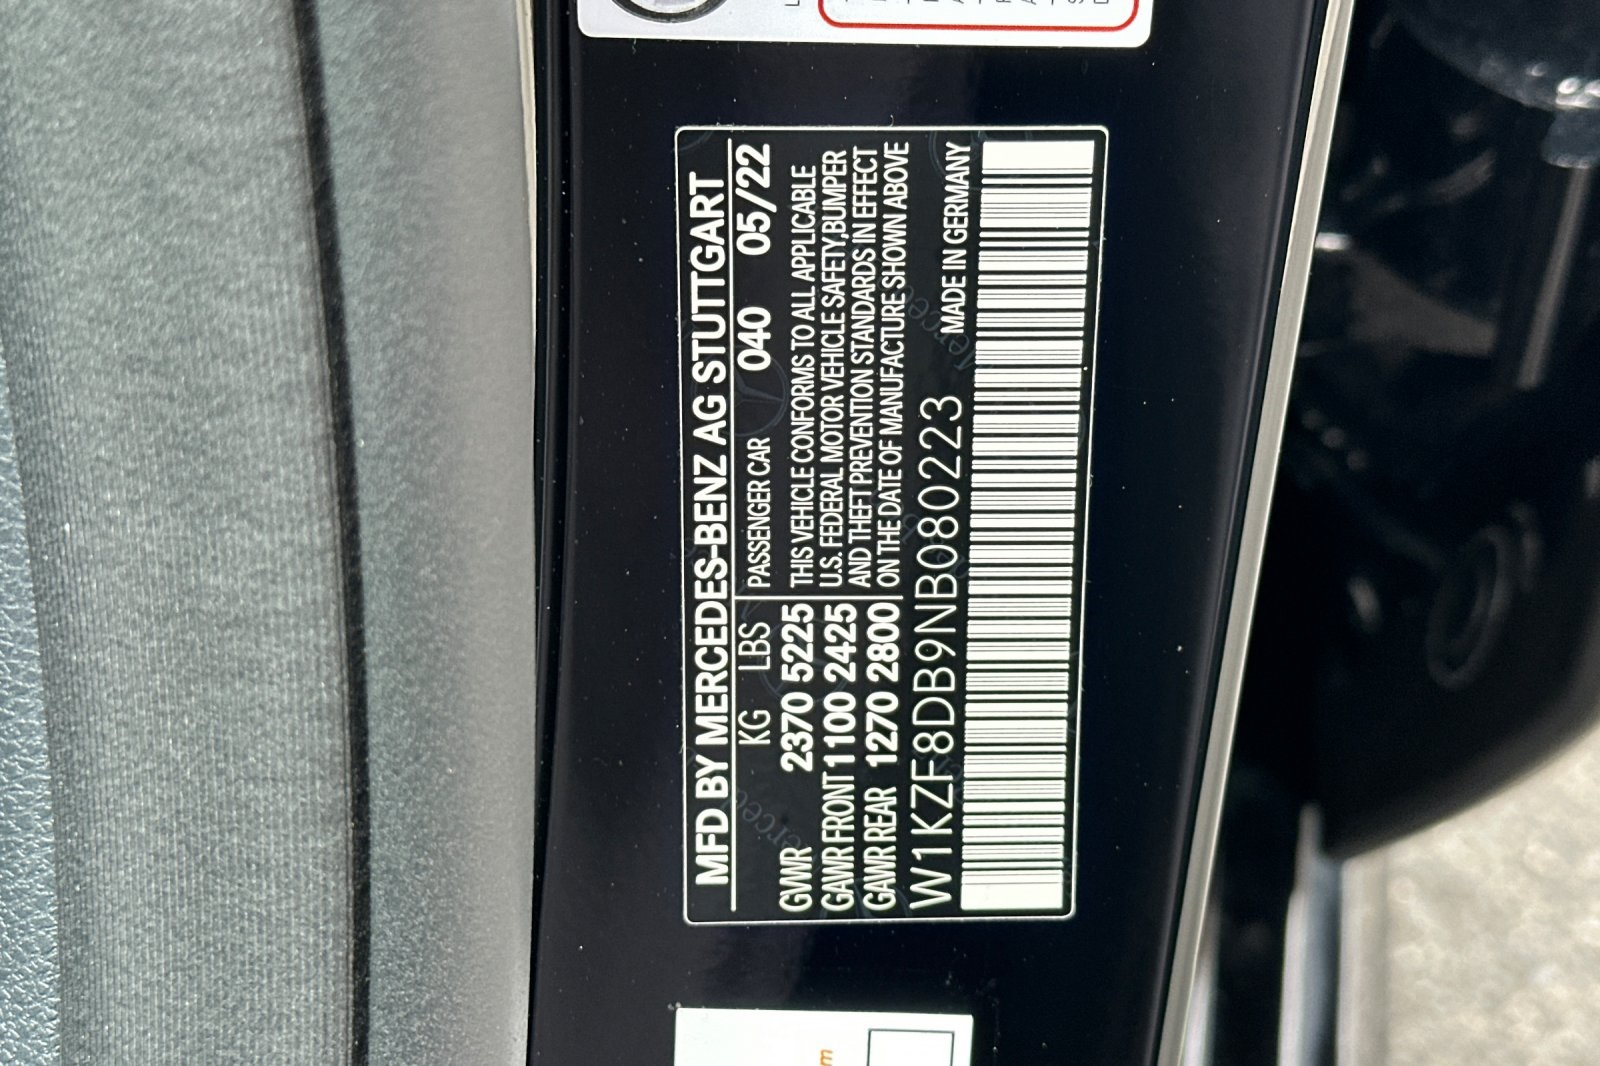 MFD BY MERCEDES-BENZ AG STUTTGART
KG LBS PASSENGER CAR 040 05/22
GVWR 2370 5225
GAWR FRONT 1100 2425
GAWR REAR 1270 2800
THIS VEHICLE CONFORMS TO ALL APPLICABLE
U.S. FEDERAL MOTOR VEHICLE SAFETY,BUMPER
AND THEFT PREVENTION STANDARDS IN EFFECT
ON THE DATE OF MANUFACTURE SHOWN ABOVE
W1KZF8DB9NB080223 MADE IN GERMANY